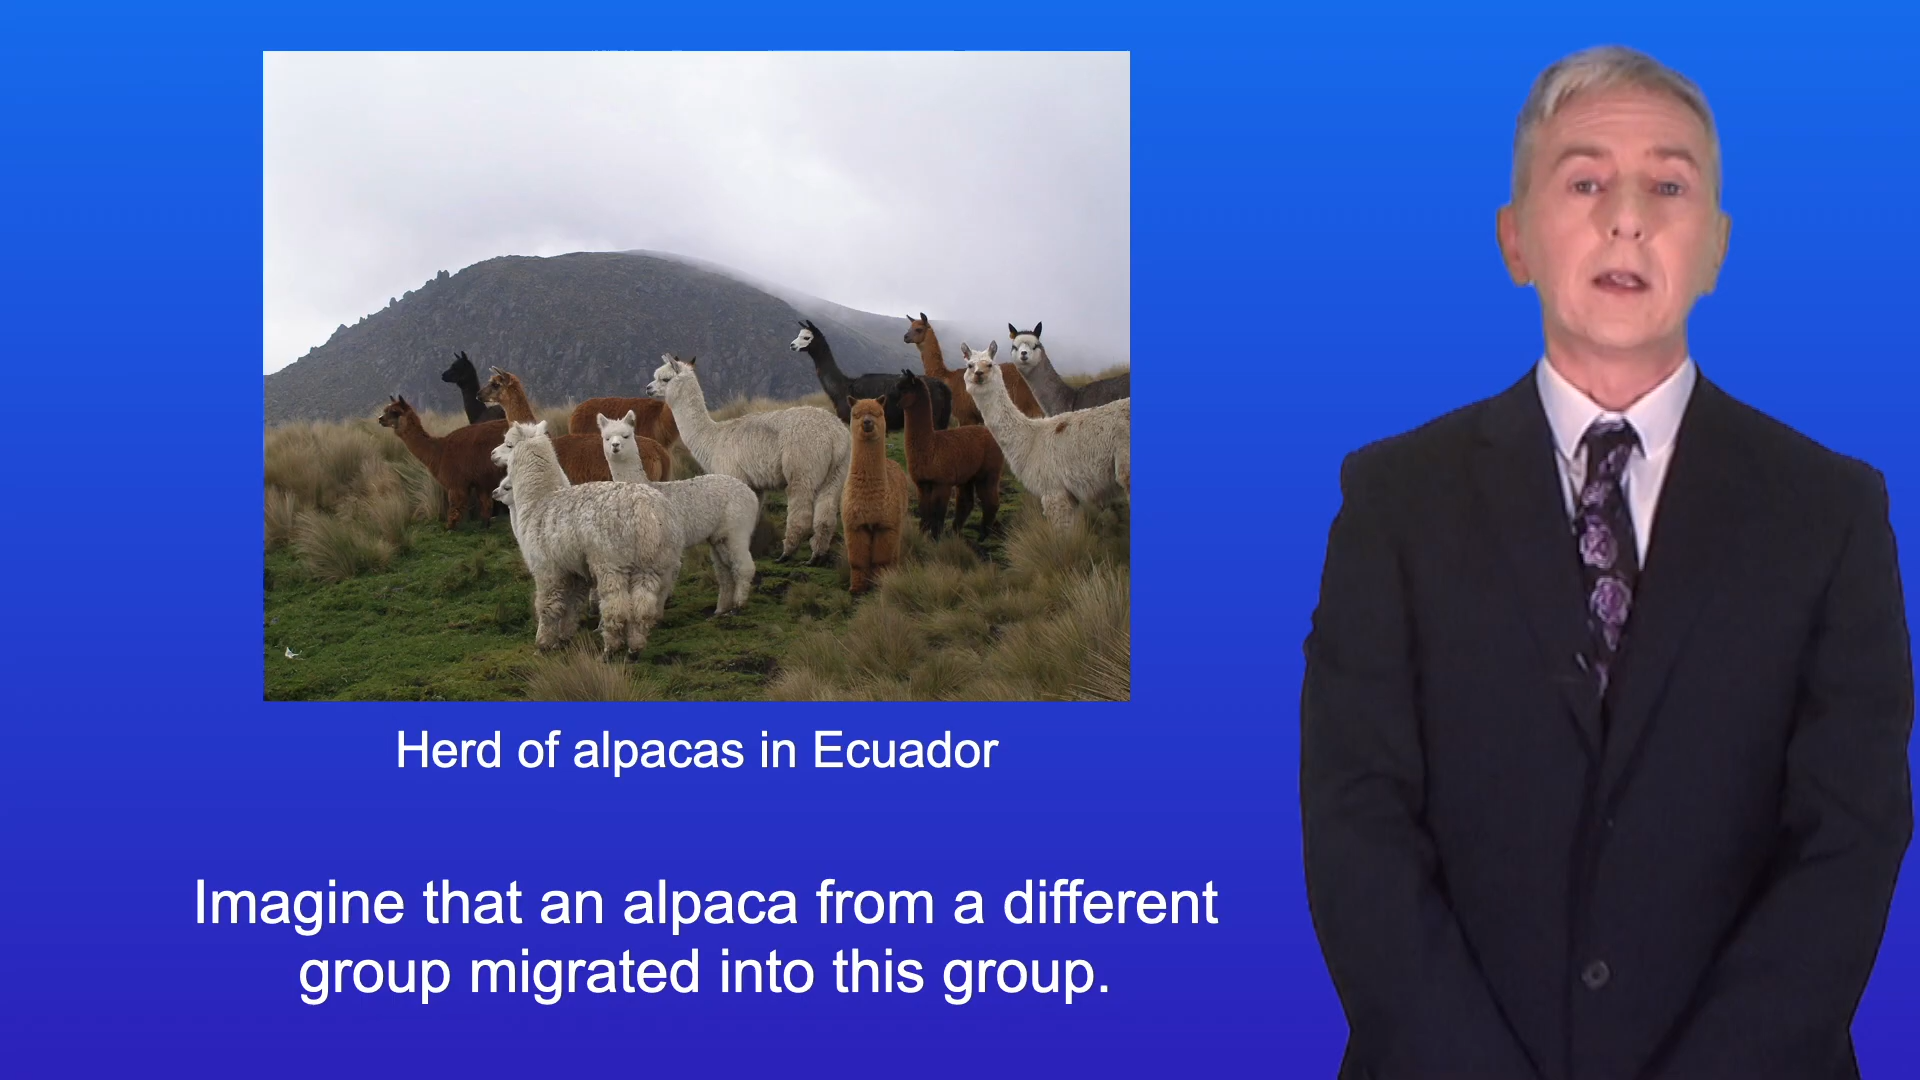 Herd of alpacas in Ecuador
Imagine that an alpaca from a different
group migrated into this group.